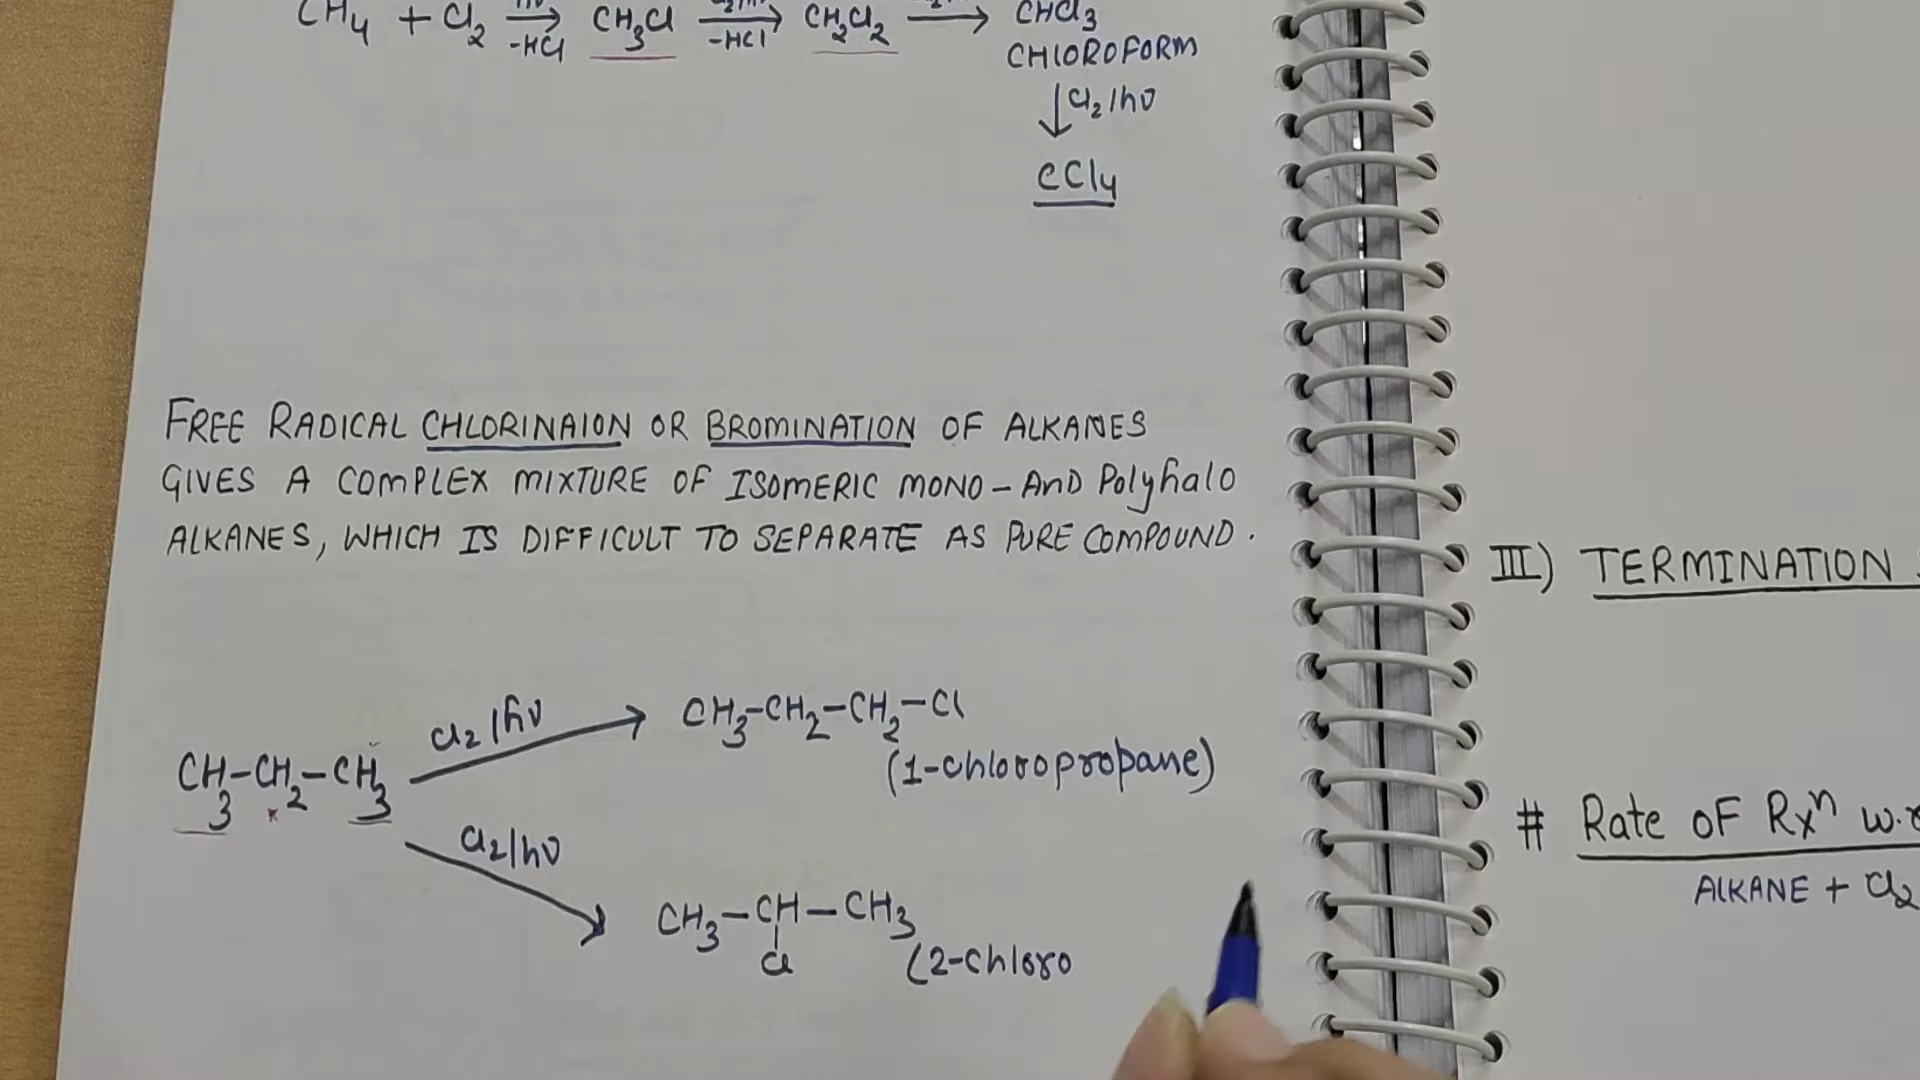 CH4 + Cl2 hν→ -HCl CH3Cl → -HCl CH2Cl2 → CHCl3
CHLOROFORM
↓ Cl2/hν
CCl4
FREE RADICAL CHLORINAION OR BROMINATION OF ALKANES
GIVES A COMPLEX MIXTURE OF ISOMERIC MONO-AND Polyhalo
ALKANES, WHICH IS DIFFICULT TO SEPARATE AS PURE COMPOUND.
Cl2/hν
CH3-CH2-CH2-Cl
(1-chloropropane)
CH3-CH2-CH3
Cl2/hν
CH3-CH-CH3
Cl
(2-chloro
III) TERMINATION
# Rate OF Rxn w.r
ALKANE + Cl2